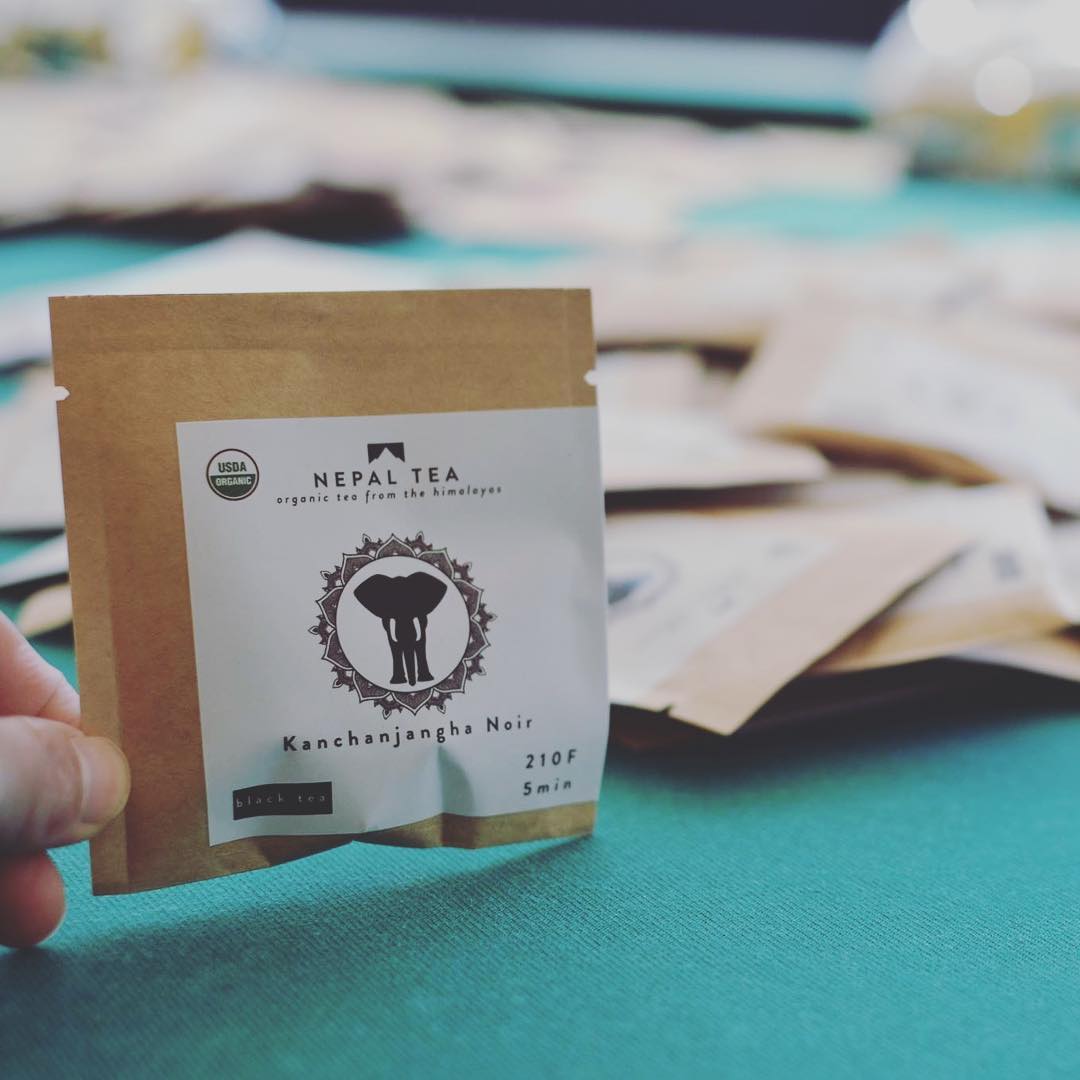 USDA
ORGANIC
NEPAL TEA
organic tea from the himalayas
Kanchanjangha Noir
210F
5min
black tea